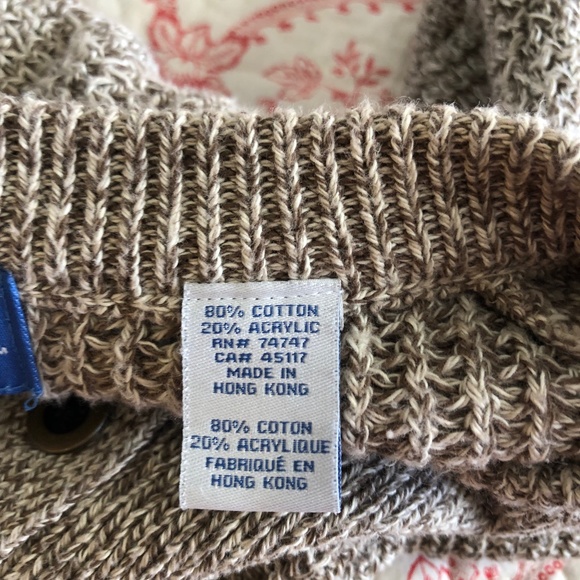 80% COTTON
20% ACRYLIC
RN# 74747
CA# 45117
MADE IN
HONG KONG
80% COTON
20% ACRYLIQUE
FABRIQUÉ EN
HONG KONG